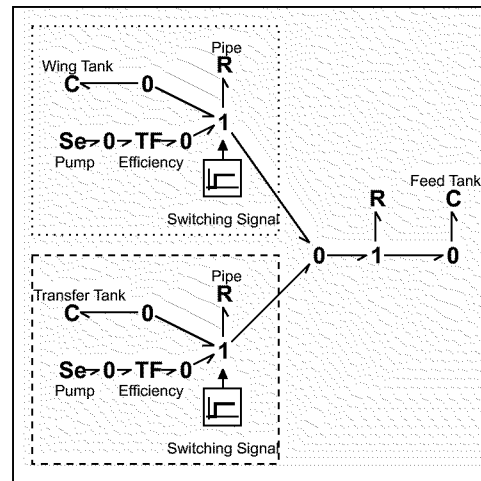 Pipe
Wing Tank
R
C 0
1
Se 0 TF 0
Pump Efficiency
Switching Signal
Feed Tank
R C
0 1 0
Pipe
Transfer Tank
R
C 0
1
Se 0 TF 0
Pump Efficiency
Switching Signal